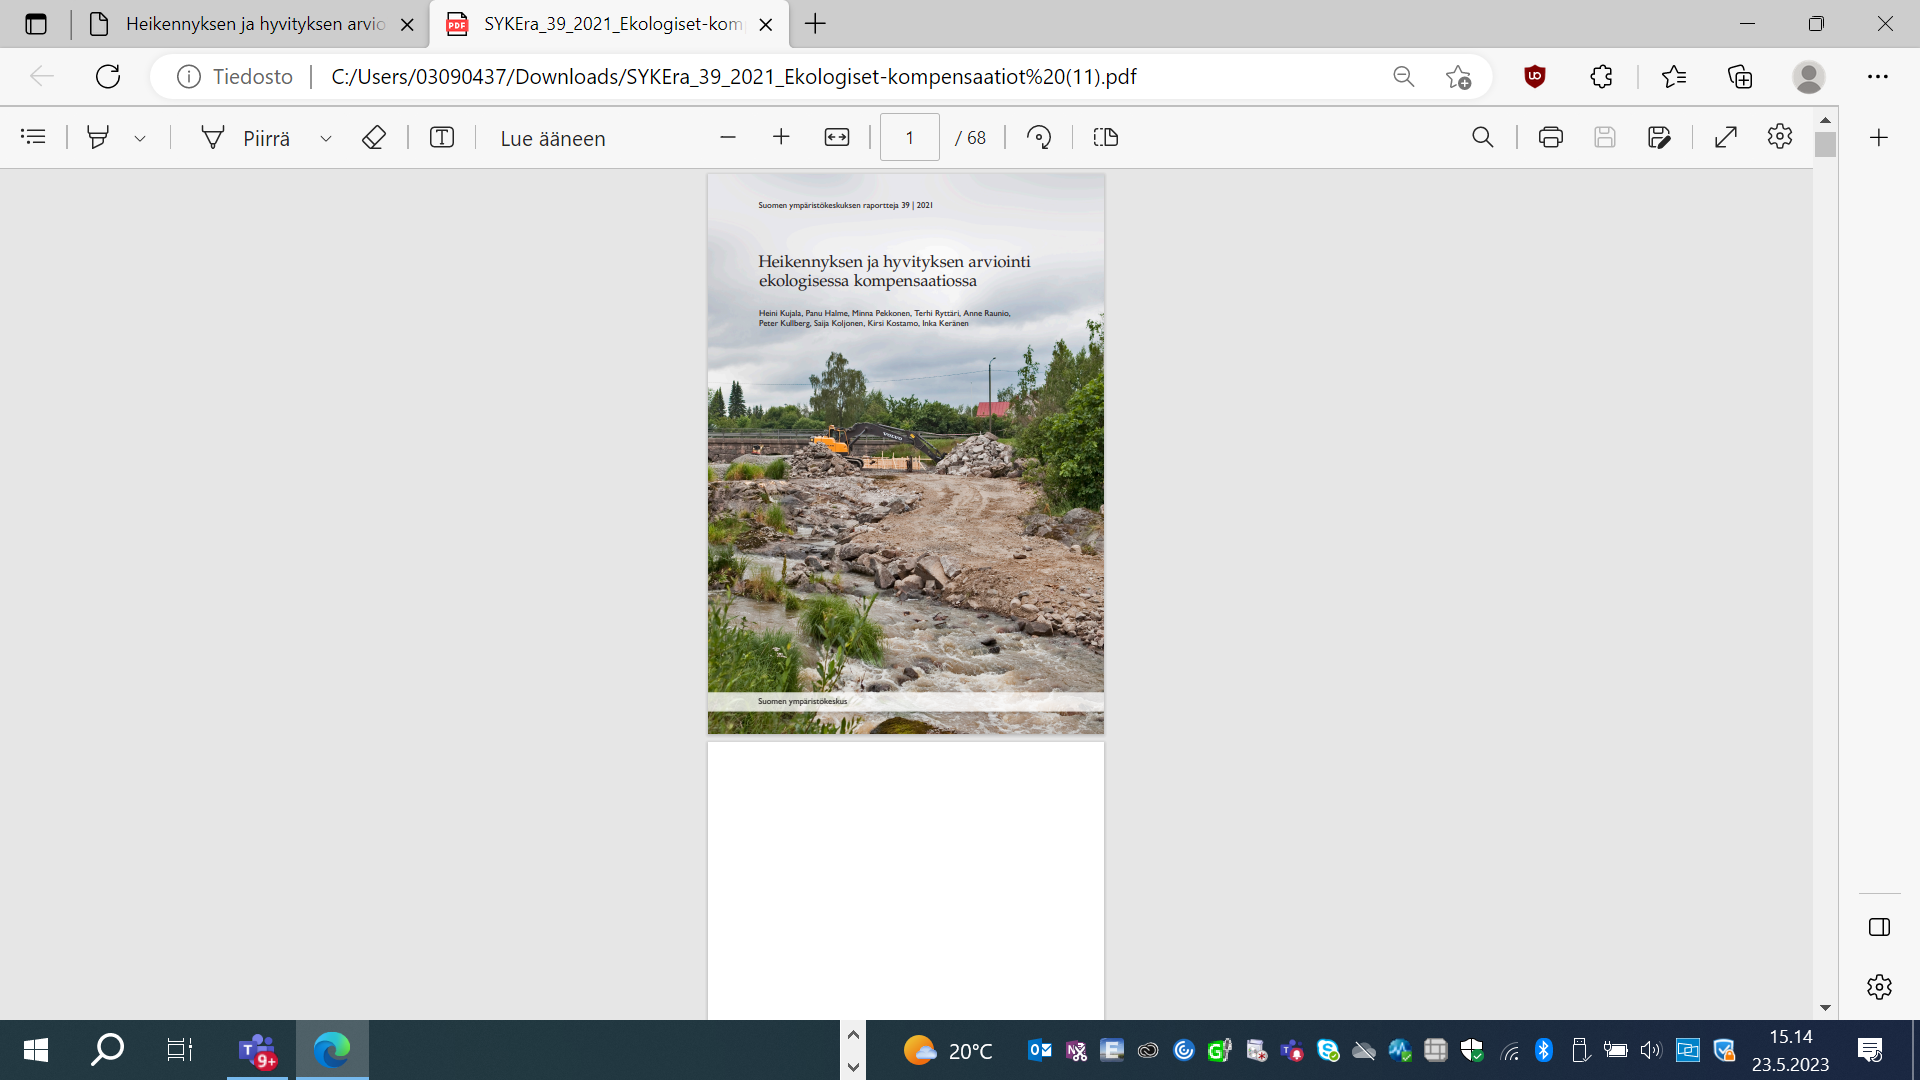 Heikennyksen ja hyvityksen arvio
SYKEra_39_2021_Ekologiset-kom
Tiedosto
C:/Users/03090437/Downloads/SYKEra_39_2021_Ekologiset-kompensaatiot%20(11).pdf
Piirrä
Lue ääneen
1
/ 68
Suomen ympäristökeskuksen raportteja 39 | 2021
Heikennyksen ja hyvityksen arviointi
ekologisessa kompensaatiossa
Heini Kujala, Panu Halme, Minna Pekkonen, Terhi Ryttäri, Anne Raunio,
Peter Kullberg, Saija Koljonen, Kirsi Kostamo, Inka Keränen
VOLVO
Suomen ympäristökeskus
9+
20°C
15.14
23.5.2023